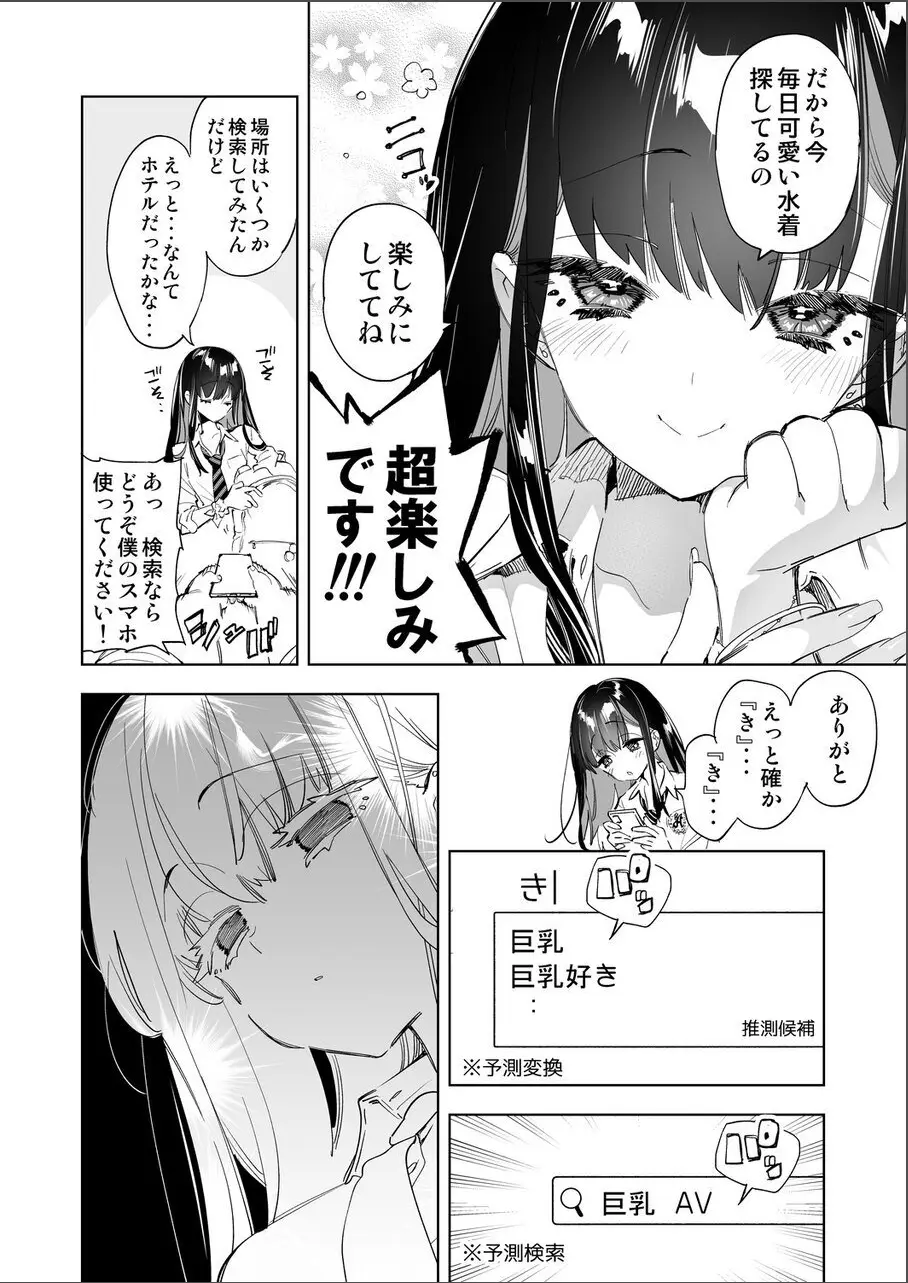 だから今
毎日可愛い水着
探してるの
ニコッ
楽しみに
しててね
超楽しみ
です!!!
場所はいくつか
検索してみたん
だけど
えっと・・・なんて
ホテルだったかな・・・
ごそ
ごそ・・
あっ 検索なら
どうぞ僕のスマホ
使ってください！
ありがと
えっと確か
『き』・・・
『き』・・・
き
パッ
巨乳
巨乳好き
：
推測候補
※予測変換
パッ
巨乳 AV
※予測検索